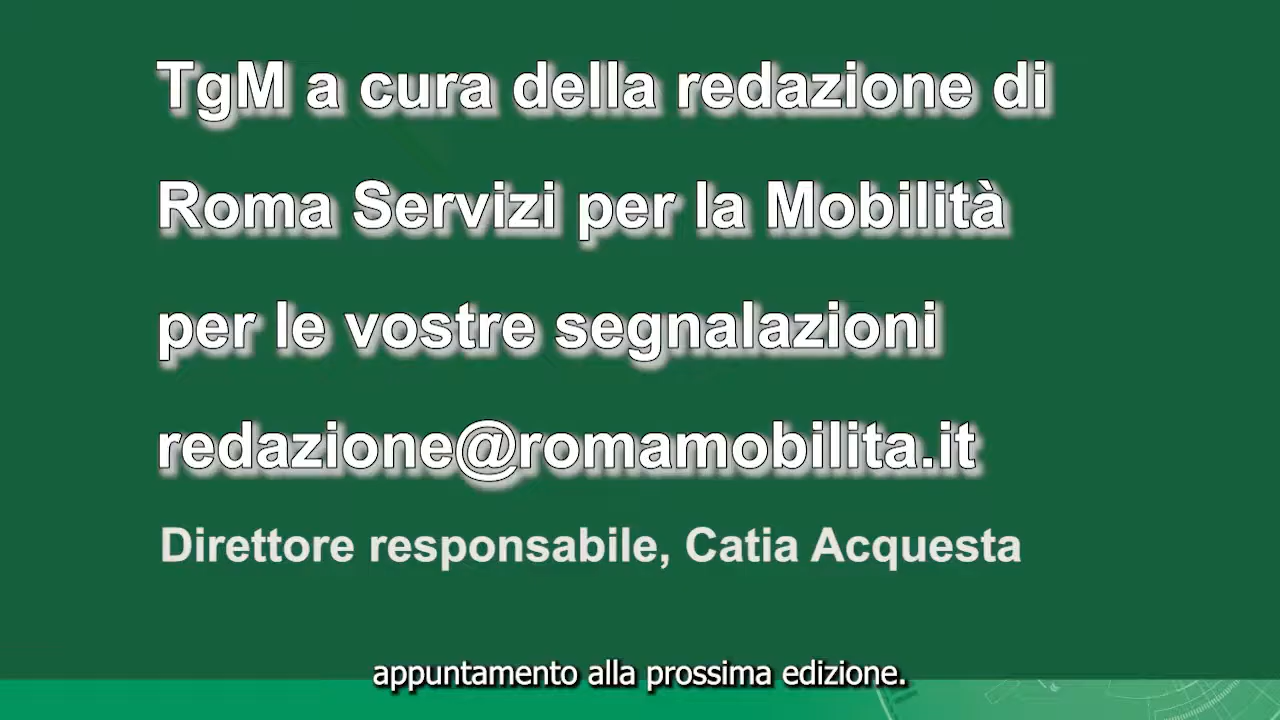 TgM a cura della redazione di
Roma Servizi per la Mobilità
per le vostre segnalazioni
redazione@romamobilita.it
Direttore responsabile, Catia Acquesta
appuntamento alla prossima edizione.